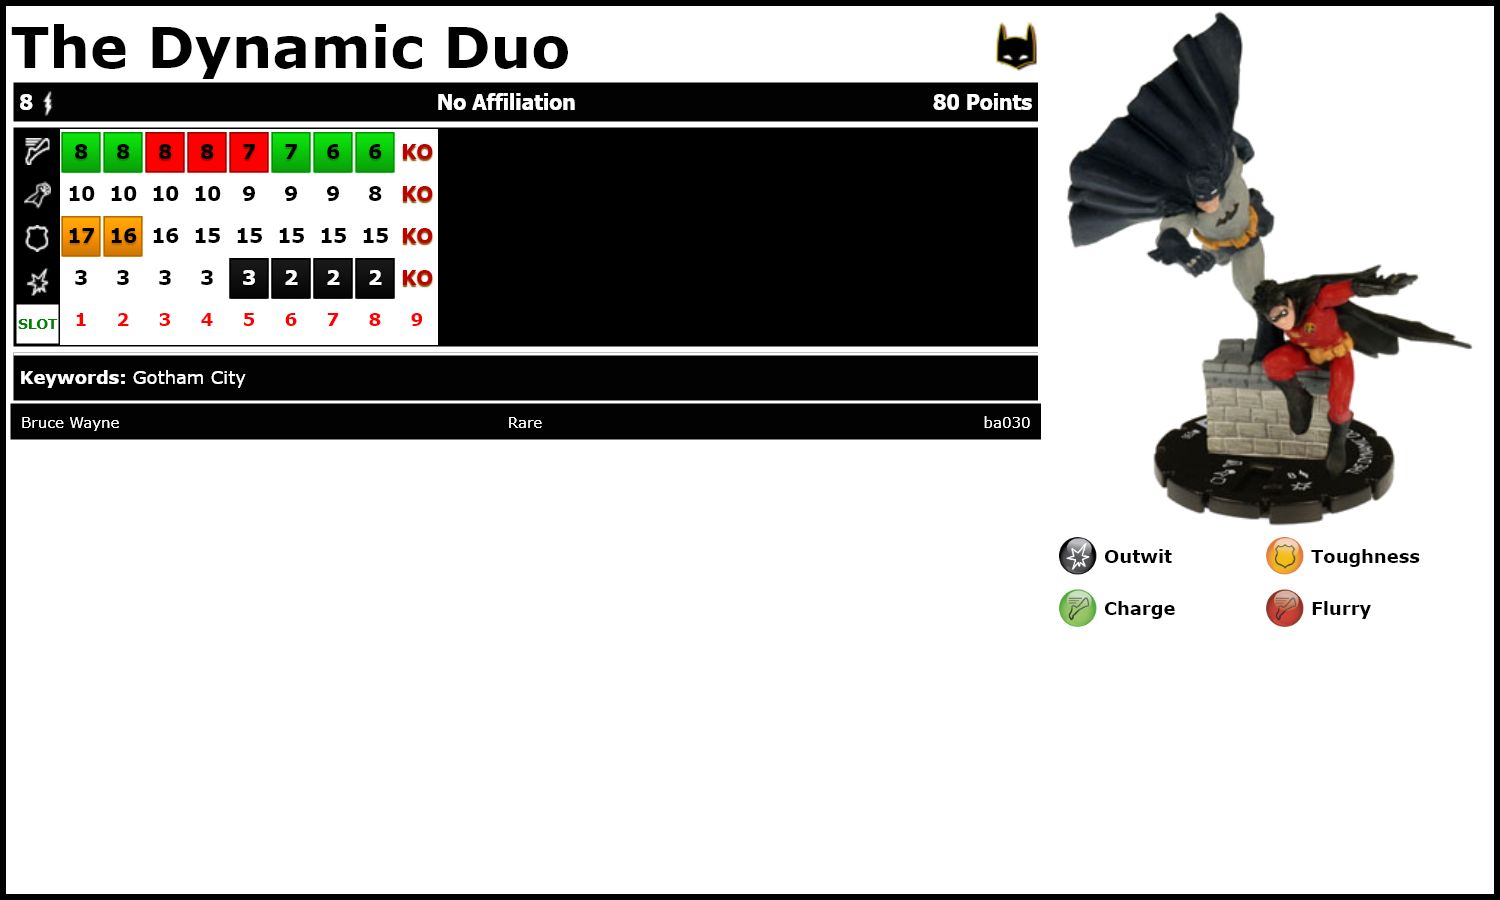 The Dynamic Duo
8 No Affiliation 80 Points
8 8 8 8 7 7 6 6 KO
10 10 10 10 9 9 9 8 KO
17 16 16 15 15 15 15 15 KO
3 3 3 3 3 2 2 2 KO
SLOT 1 2 3 4 5 6 7 8 9
Keywords: Gotham City
Bruce Wayne Rare ba030
Outwit Toughness
Charge Flurry